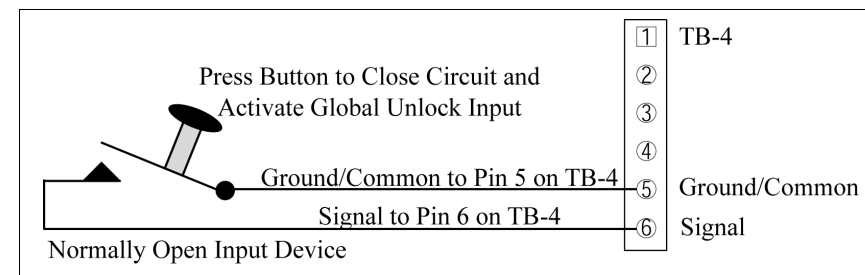 1 TB-4
Press Button to Close Circuit and
2
Activate Global Unlock Input
3
4
Ground/Common to Pin 5 on TB-4
5 Ground/Common
Signal to Pin 6 on TB-4
6 Signal
Normally Open Input Device